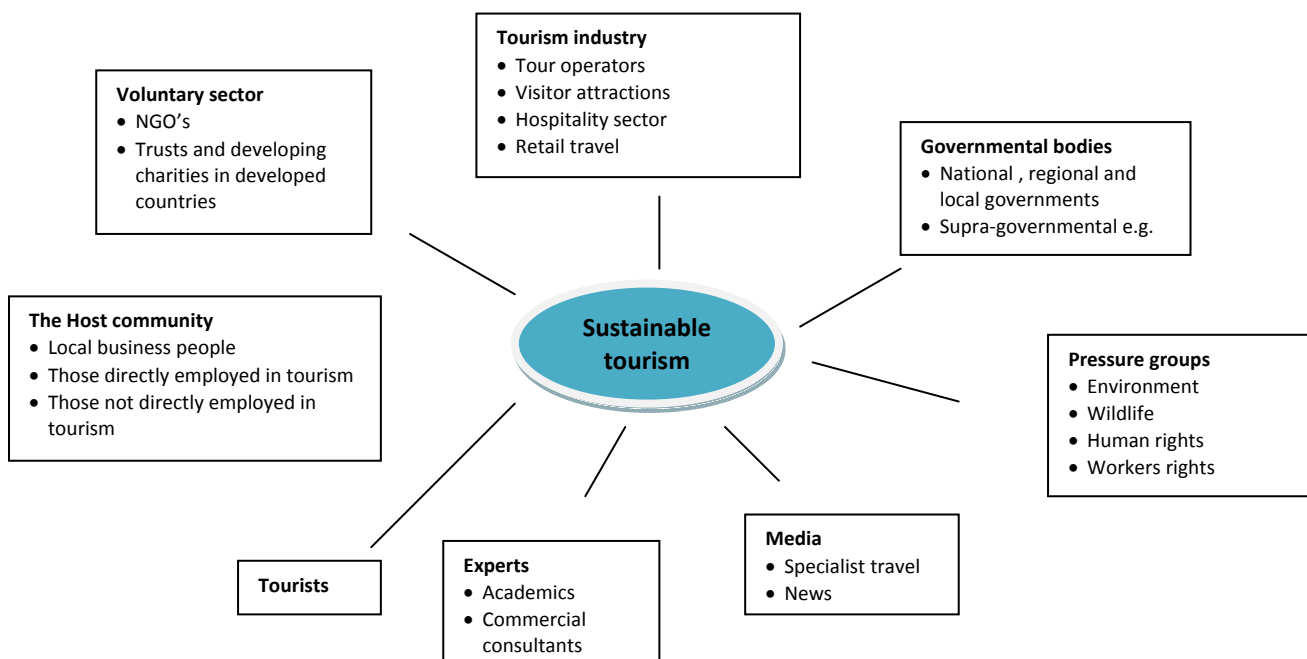 Tourism industry
• Tour operators
• Visitor attractions
• Hospitality sector
• Retail travel
Voluntary sector
• NGO’s
• Trusts and developing
charities in developed
countries
Governmental bodies
• National , regional and
local governments
• Supra-governmental e.g.
The Host community
• Local business people
• Those directly employed in tourism
• Those not directly employed in
tourism
Sustainable
tourism
Pressure groups
• Environment
• Wildlife
• Human rights
• Workers rights
Tourists
Experts
• Academics
• Commercial
consultants
Media
• Specialist travel
• News